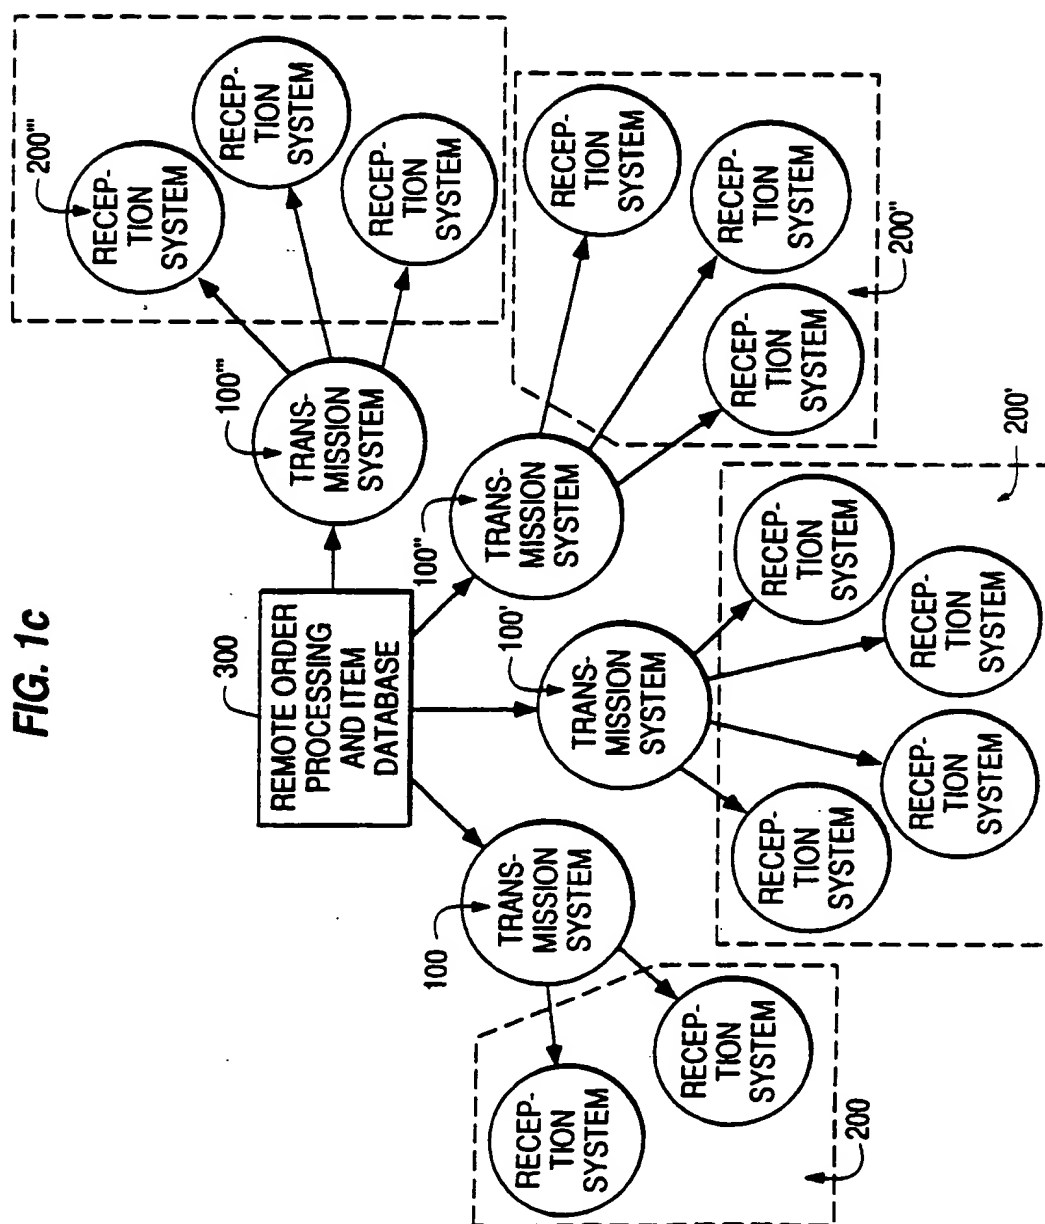 FIG. 1c
300
REMOTE ORDER
PROCESSING
AND ITEM
DATABASE
100
TRANS-
MISSION
SYSTEM
RECEP-
TION
SYSTEM
RECEP-
TION
SYSTEM
200
100'
TRANS-
MISSION
SYSTEM
RECEP-
TION
SYSTEM
RECEP-
TION
SYSTEM
RECEP-
TION
SYSTEM
RECEP-
TION
SYSTEM
200'
100''
TRANS-
MISSION
SYSTEM
RECEP-
TION
SYSTEM
RECEP-
TION
SYSTEM
RECEP-
TION
SYSTEM
200''
100'''
TRANS-
MISSION
SYSTEM
200'''
RECEP-
TION
SYSTEM
RECEP-
TION
SYSTEM
RECEP-
TION
SYSTEM